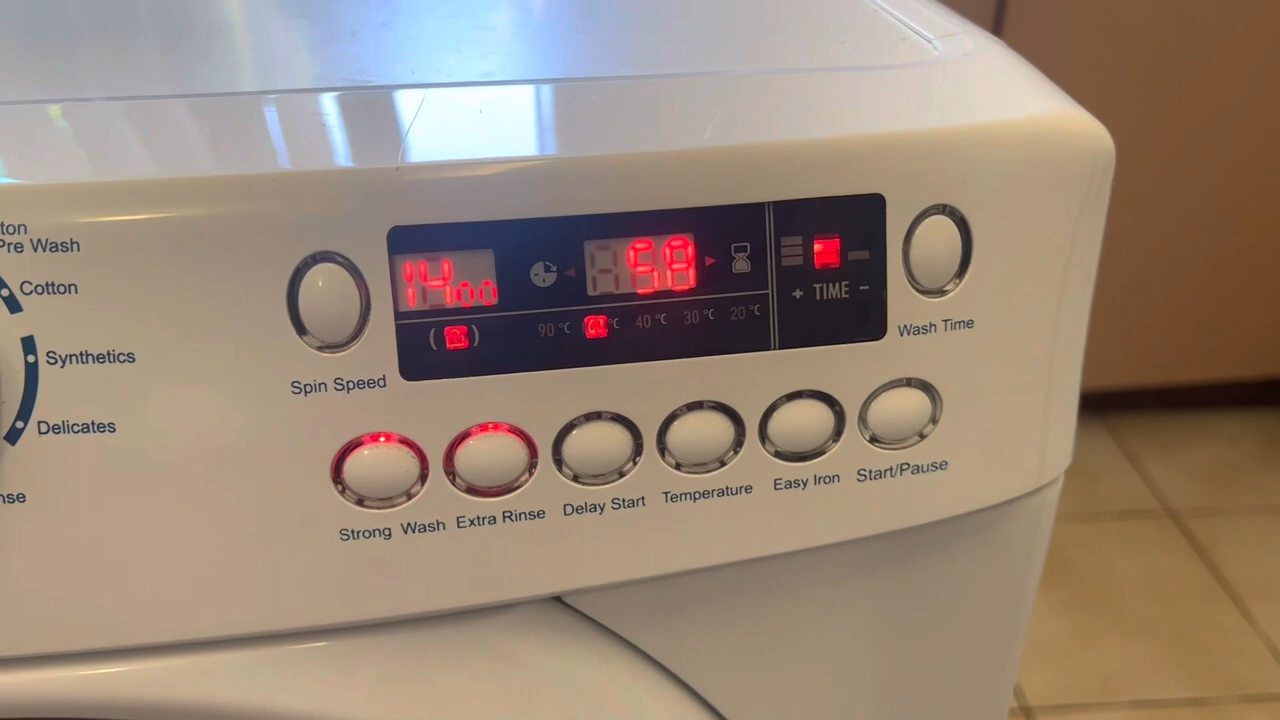 ton
Pre Wash
Cotton
Synthetics
Delicates
nse
Spin Speed
1400
58
90 °C 60 °C 40 °C 30 °C 20 °C
+ TIME -
Wash Time
Strong Wash
Extra Rinse
Delay Start
Temperature
Easy Iron
Start/Pause